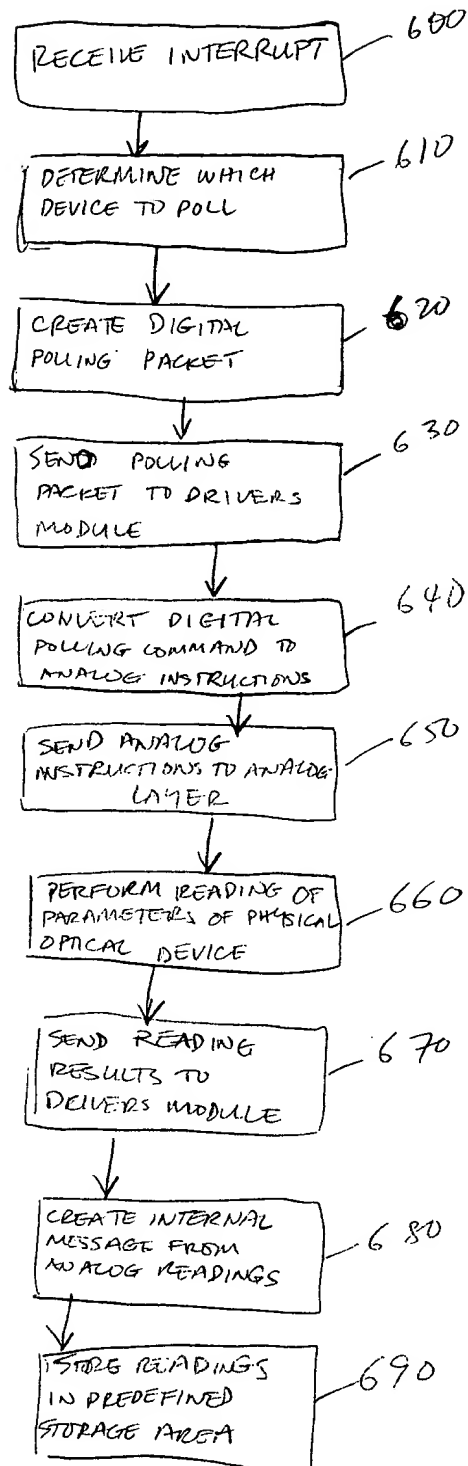 RECEIVE INTERRUPT
600
DETERMINE WHICH
DEVICE TO POLL
610
CREATE DIGITAL
POLLING PACKET
620
SEND POLLING
PACKET TO DRIVERS
MODULE
630
CONVERT DIGITAL
POLLING COMMAND TO
ANALOG INSTRUCTIONS
640
SEND ANALOG
INSTRUCTIONS TO ANALOG
LAYER
650
PERFORM READING OF
PARAMETERS OF PHYSICAL
OPTICAL DEVICE
660
SEND READING
RESULTS TO
DRIVERS MODULE
670
CREATE INTERNAL
MESSAGE FROM
ANALOG READINGS
680
STORE READINGS
IN PREDEFINED
STORAGE AREA
690